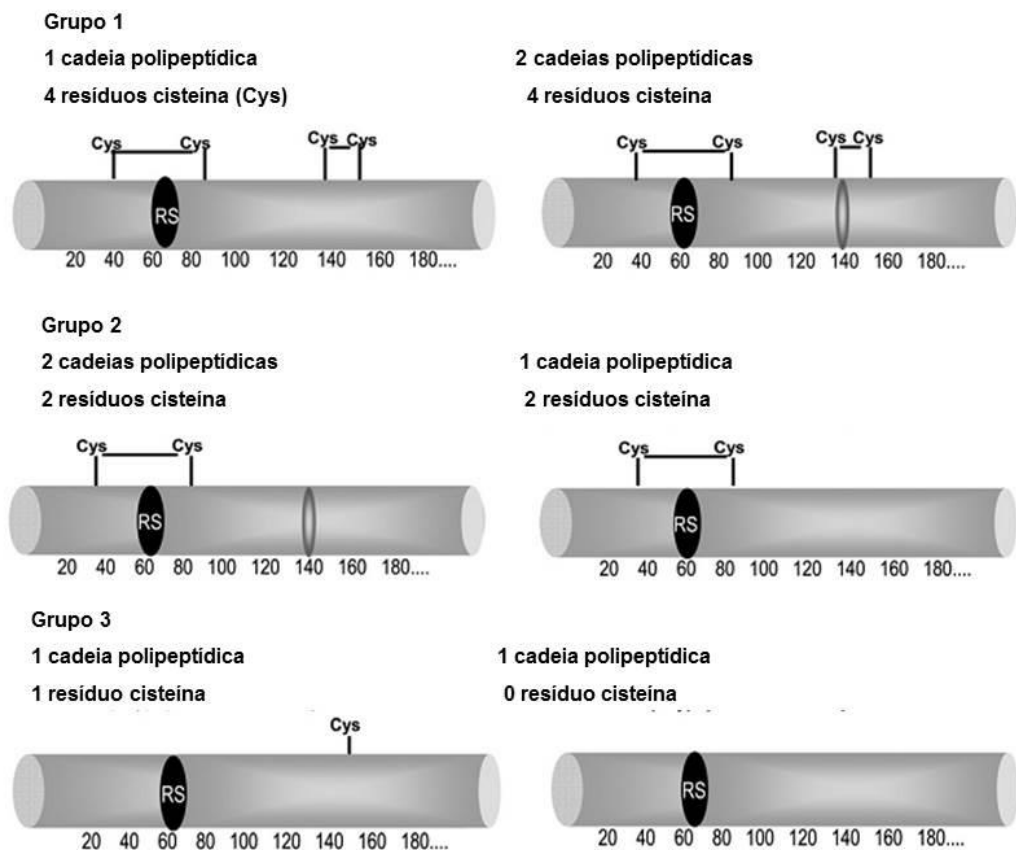 Grupo 1
1 cadeia polipeptídica
4 resíduos cisteína (Cys)
Cys Cys Cys Cys
RS
20 40 60 80 100 120 140 160 180....
2 cadeias polipeptídicas
4 resíduos cisteína
Cys Cys Cys Cys
RS
20 40 60 80 100 120 140 160 180....
Grupo 2
2 cadeias polipeptídicas
2 resíduos cisteína
Cys Cys
RS
20 40 60 80 100 120 140 160 180....
1 cadeia polipeptídica
2 resíduos cisteína
Cys Cys
RS
20 40 60 80 100 120 140 160 180....
Grupo 3
1 cadeia polipeptídica
1 resíduo cisteína
Cys
RS
20 40 60 80 100 120 140 160 180....
1 cadeia polipeptídica
0 resíduo cisteína
RS
20 40 60 80 100 120 140 160 180....